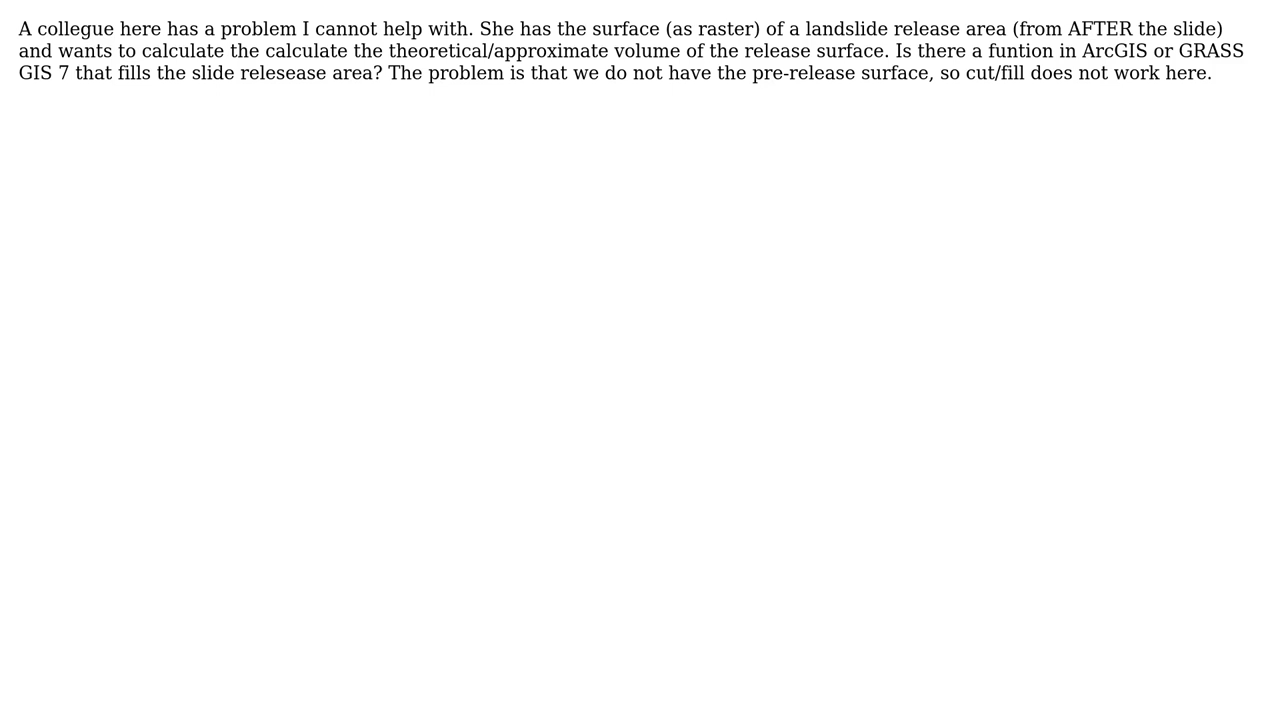 A collegue here has a problem I cannot help with. She has the surface (as raster) of a landslide release area (from AFTER the slide)
and wants to calculate the calculate the theoretical/approximate volume of the release surface. Is there a funtion in ArcGIS or GRASS
GIS 7 that fills the slide relesease area? The problem is that we do not have the pre-release surface, so cut/fill does not work here.